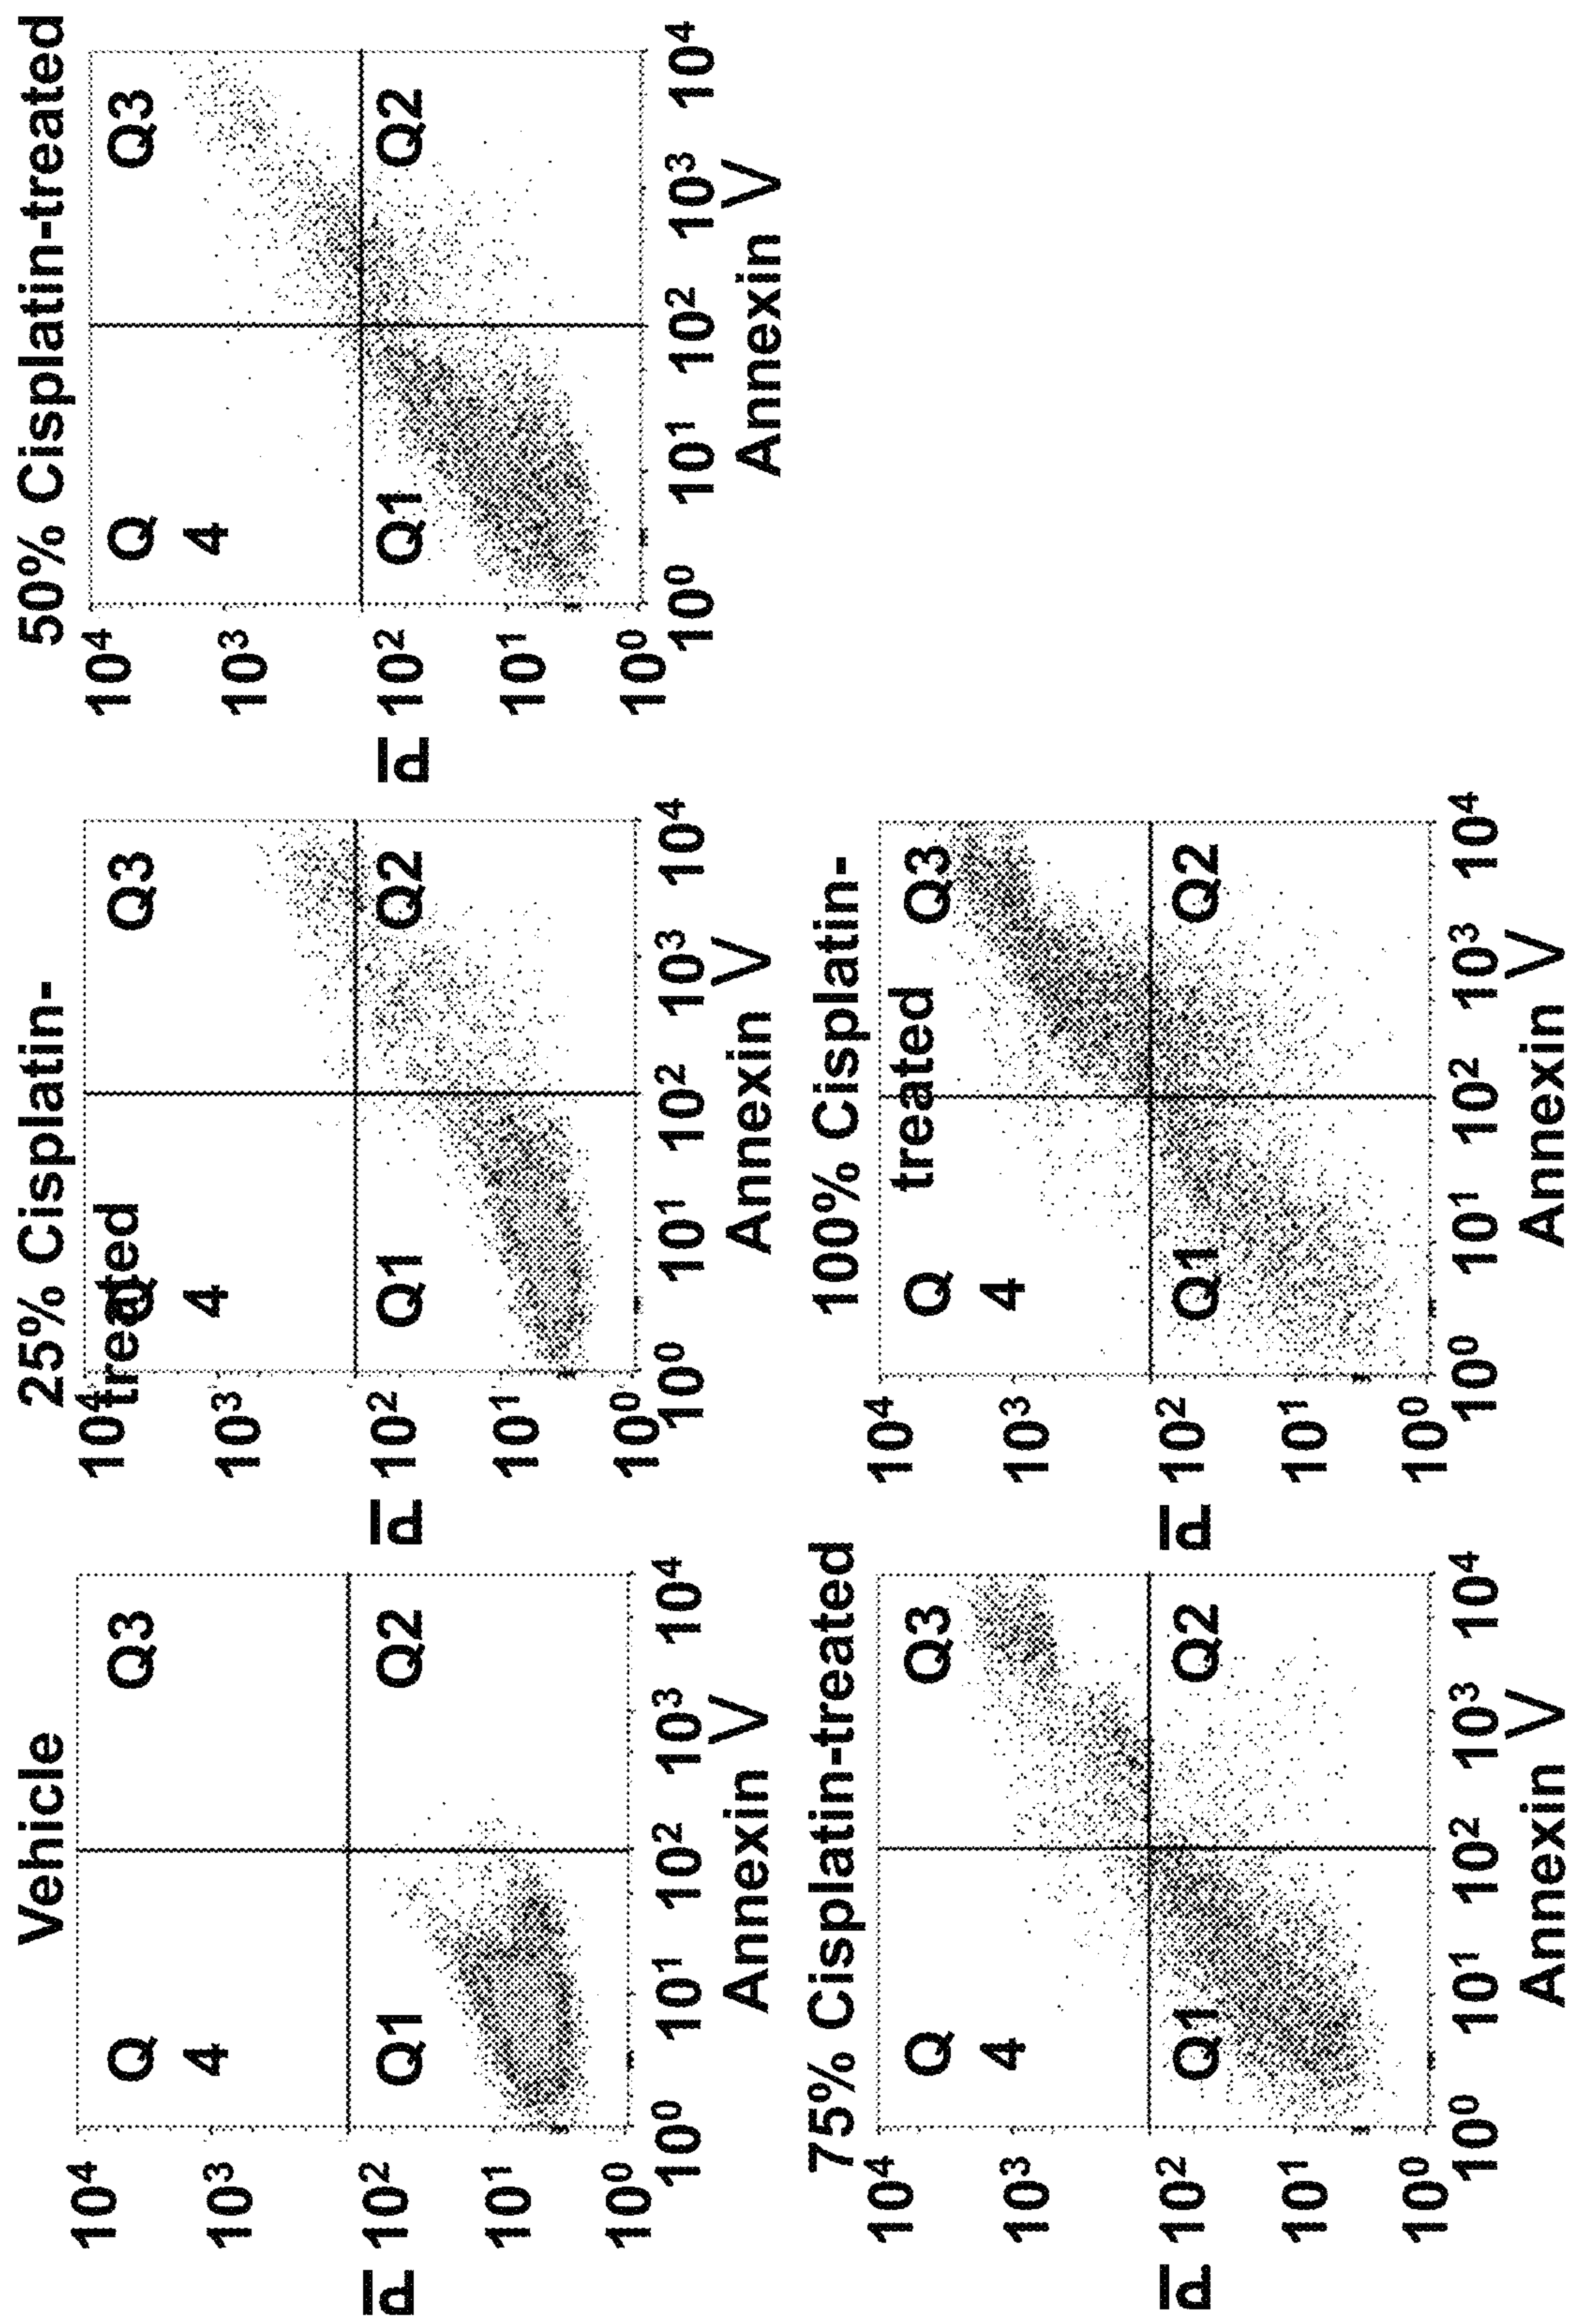 Vehicle
10⁴
10³
PI 10²
10¹
10⁰
Q 4
Q3
Q1
Q2
10⁰ 10¹ 10² 10³ 10⁴
Annexin V
25% Cisplatin-
treated
10⁴
10³
PI 10²
10¹
10⁰
Q 4
Q3
Q1
Q2
10⁰ 10¹ 10² 10³ 10⁴
Annexin V
50% Cisplatin-treated
10⁴
10³
PI 10²
10¹
10⁰
Q 4
Q3
Q1
Q2
10⁰ 10¹ 10² 10³ 10⁴
Annexin V
75% Cisplatin-treated
10⁴
10³
PI 10²
10¹
10⁰
Q 4
Q3
Q1
Q2
10⁰ 10¹ 10² 10³ 10⁴
Annexin V
100% Cisplatin-
treated
10⁴
10³
PI 10²
10¹
10⁰
Q 4
Q3
Q1
Q2
10⁰ 10¹ 10² 10³ 10⁴
Annexin V